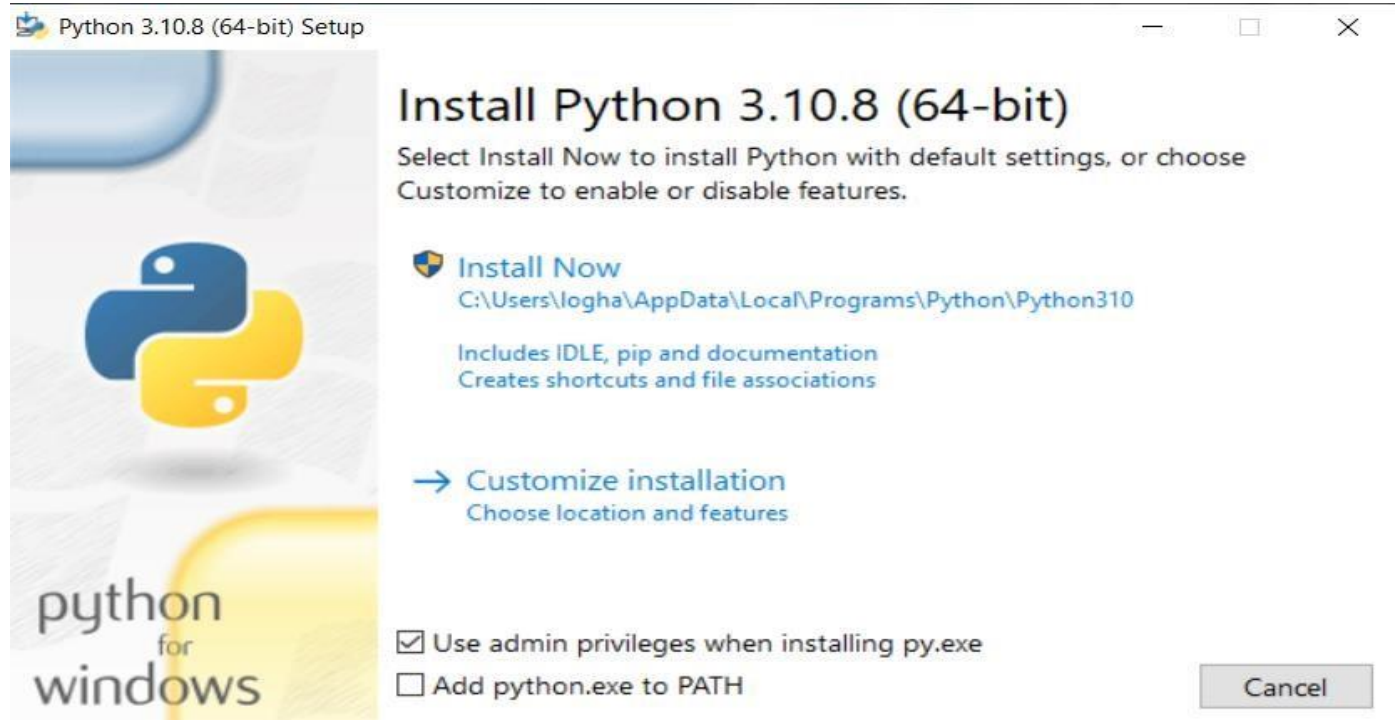 Python 3.10.8 (64-bit) Setup
Install Python 3.10.8 (64-bit)
Select Install Now to install Python with default settings, or choose
Customize to enable or disable features.
Install Now
C:\Users\logha\AppData\Local\Programs\Python\Python310
Includes IDLE, pip and documentation
Creates shortcuts and file associations
Customize installation
Choose location and features
python
for
windows
Use admin privileges when installing py.exe
Add python.exe to PATH
Cancel